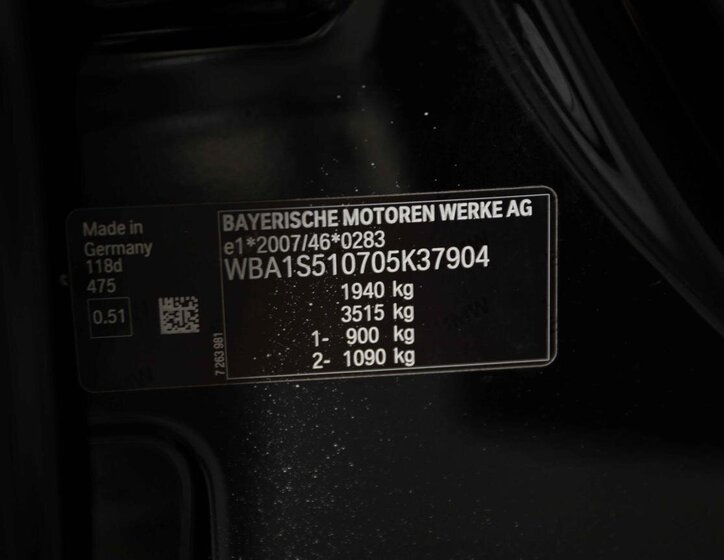 Made in
Germany
118d
475
0.51
7 263 981
BAYERISCHE MOTOREN WERKE AG
e1*2007/46*0283
WBA1S510705K37904
1940 kg
3515 kg
1- 900 kg
2- 1090 kg